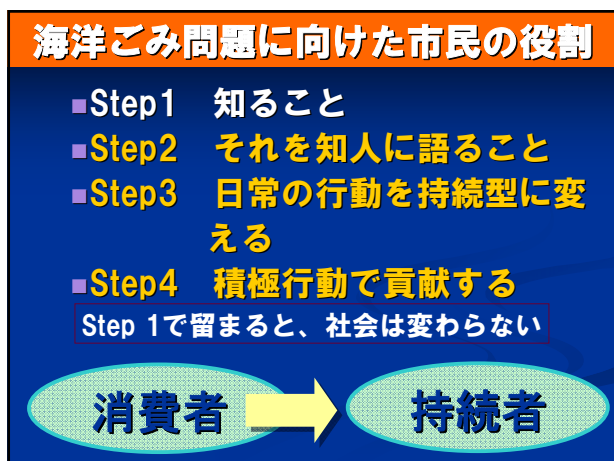 海洋ごみ問題に向けた市民の役割
■Step1　知ること
■Step2　それを知人に語ること
■Step3　日常の行動を持続型に変
える
■Step4　積極行動で貢献する
Step 1で留まると、社会は変わらない
消費者　持続者